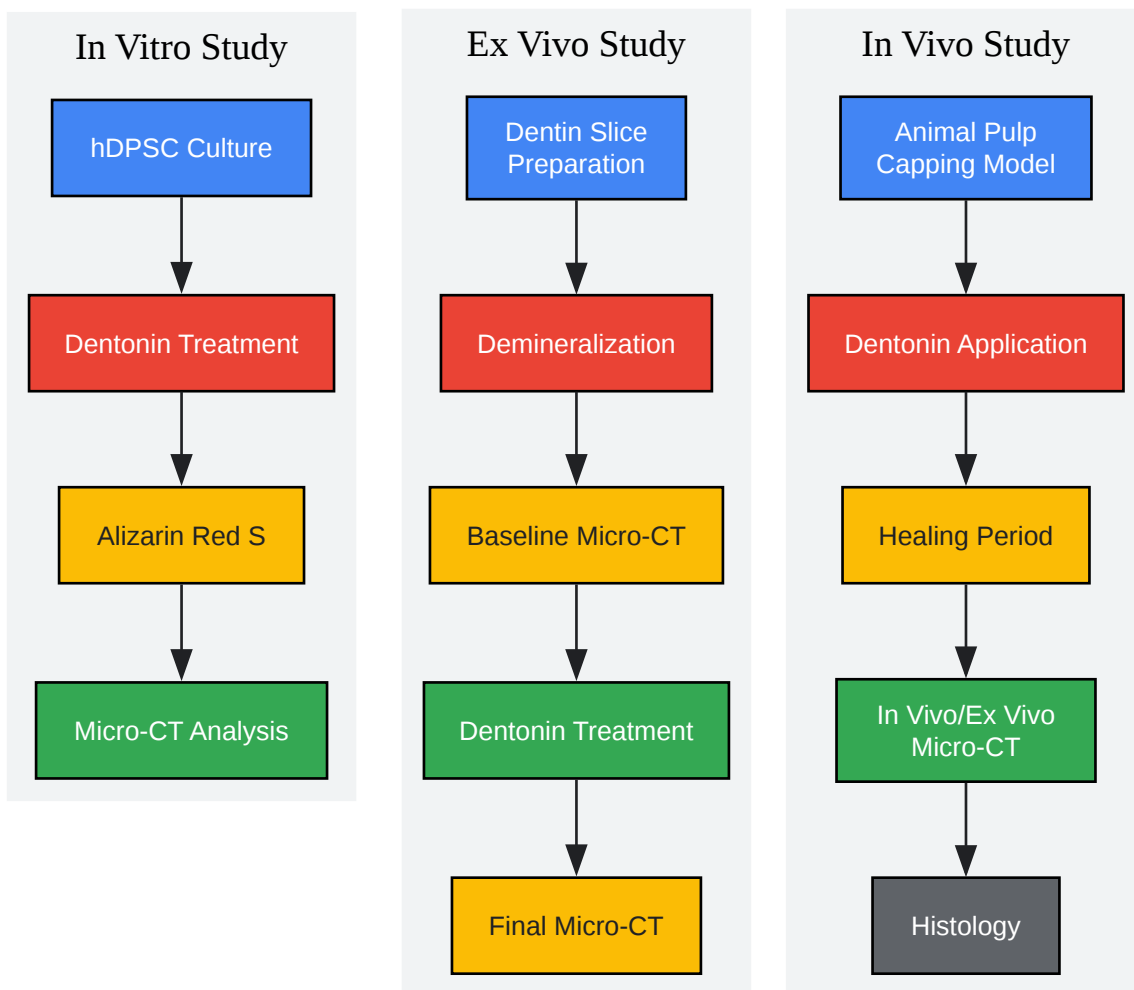 In Vitro Study
hDPSC Culture
Dentonin Treatment
Alizarin Red S
Micro-CT Analysis
Ex Vivo Study
Dentin Slice
Preparation
Demineralization
Baseline Micro-CT
Dentonin Treatment
Final Micro-CT
In Vivo Study
Animal Pulp
Capping Model
Dentonin Application
Healing Period
In Vivo/Ex Vivo
Micro-CT
Histology